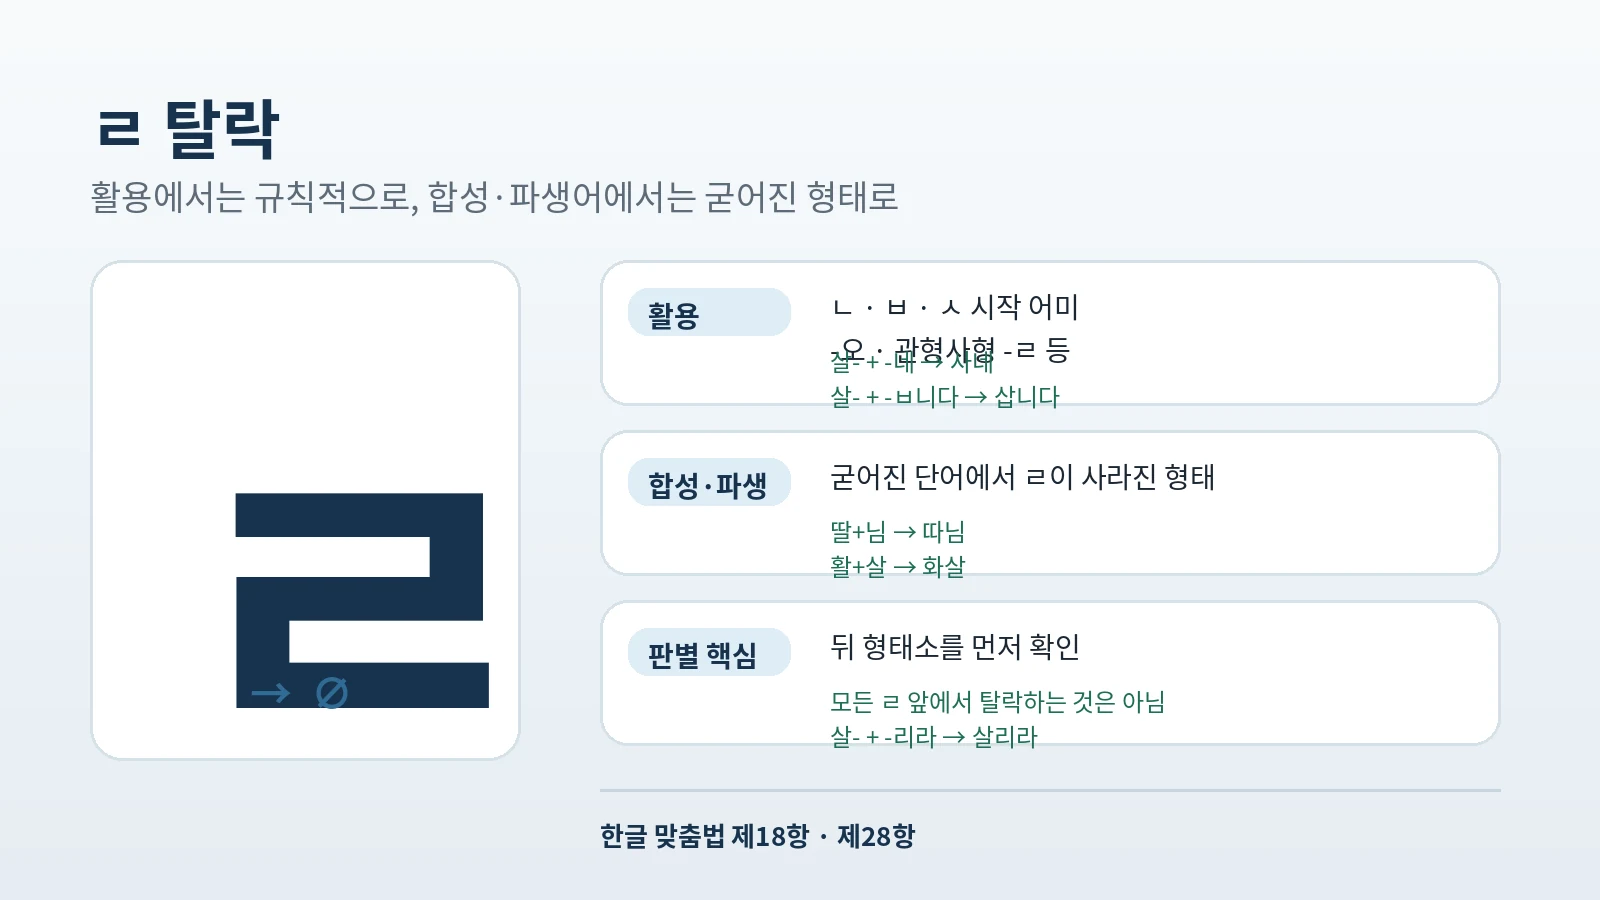 ㄹ 탈락
활용에서는 규칙적으로, 합성·파생어에서는 굳어진 형태로
ㄹ
→ ∅
활용
ㄴ · ㅂ · ㅅ 시작 어미
-오 · 관형사형 -ㄹ 등
살- + -네 → 사네
살- + -ㅂ니다 → 삽니다
합성·파생
굳어진 단어에서 ㄹ이 사라진 형태
딸+님 → 따님
활+살 → 화살
판별 핵심
뒤 형태소를 먼저 확인
모든 ㄹ 앞에서 탈락하는 것은 아님
살- + -리라 → 살리라
한글 맞춤법 제18항 · 제28항